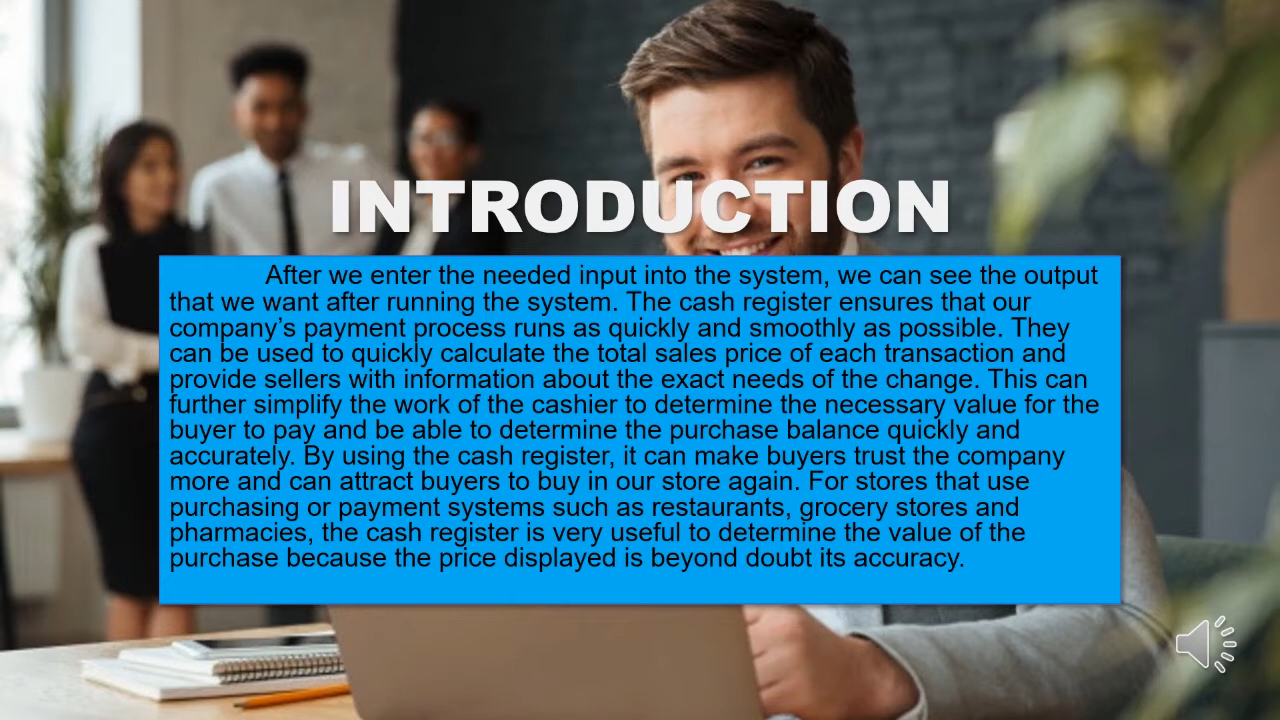 INTRODUCTION
After we enter the needed input into the system, we can see the output
that we want after running the system. The cash register ensures that our
company’s payment process runs as quickly and smoothly as possible. They
can be used to quickly calculate the total sales price of each transaction and
provide sellers with information about the exact needs of the change. This can
further simplify the work of the cashier to determine the necessary value for the
buyer to pay and be able to determine the purchase balance quickly and
accurately. By using the cash register, it can make buyers trust the company
more and can attract buyers to buy in our store again. For stores that use
purchasing or payment systems such as restaurants, grocery stores and
pharmacies, the cash register is very useful to determine the value of the
purchase because the price displayed is beyond doubt its accuracy.